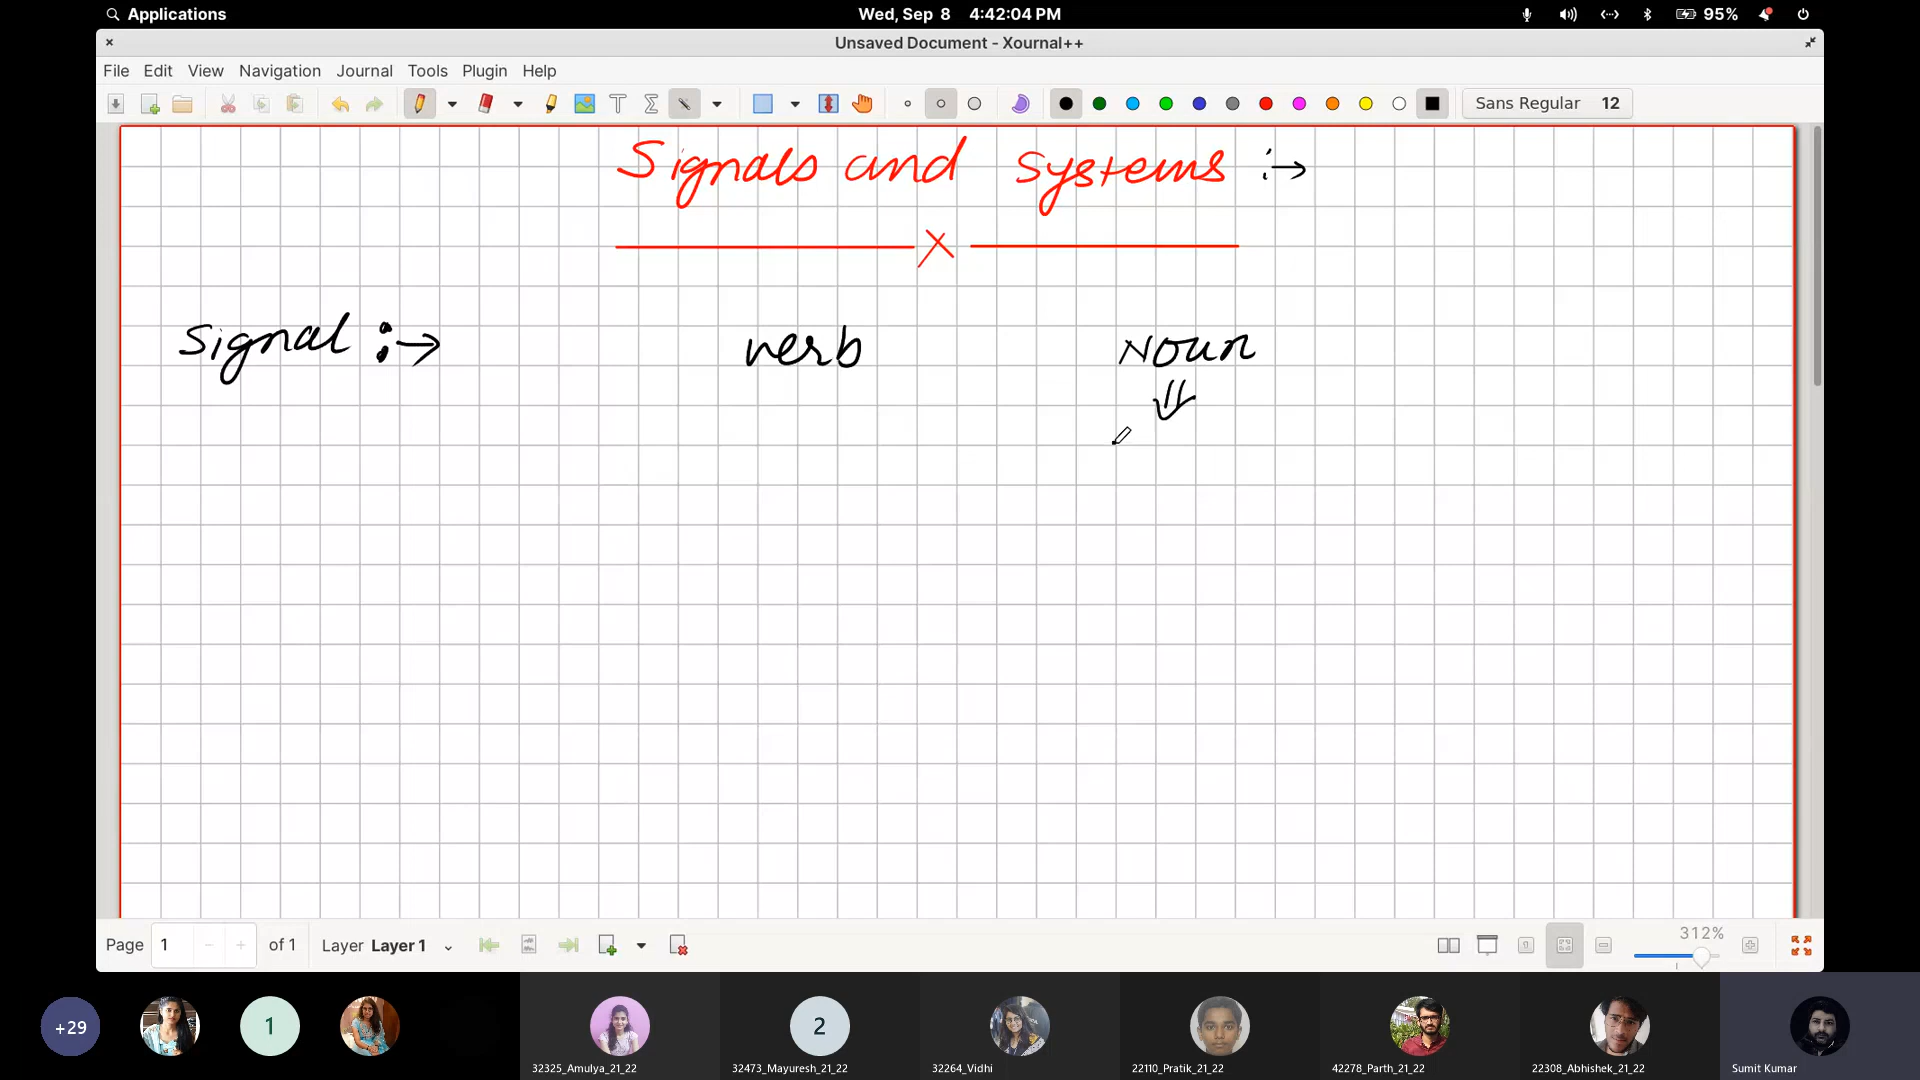 Applications
Wed, Sep 8 4:42:04 PM
95%
Unsaved Document - Xournal++
File Edit View Navigation Journal Tools Plugin Help
Sans Regular 12
Signals and Systems :→
X
Signal :→ verb Noun
⇓
Page 1 of 1 Layer Layer 1
312%
+29
1
2
32325_Amulya_21_22
32473_Mayuresh_21_22
32264_Vidhi
22110_Pratik_21_22
42278_Parth_21_22
22308_Abhishek_21_22
Sumit Kumar